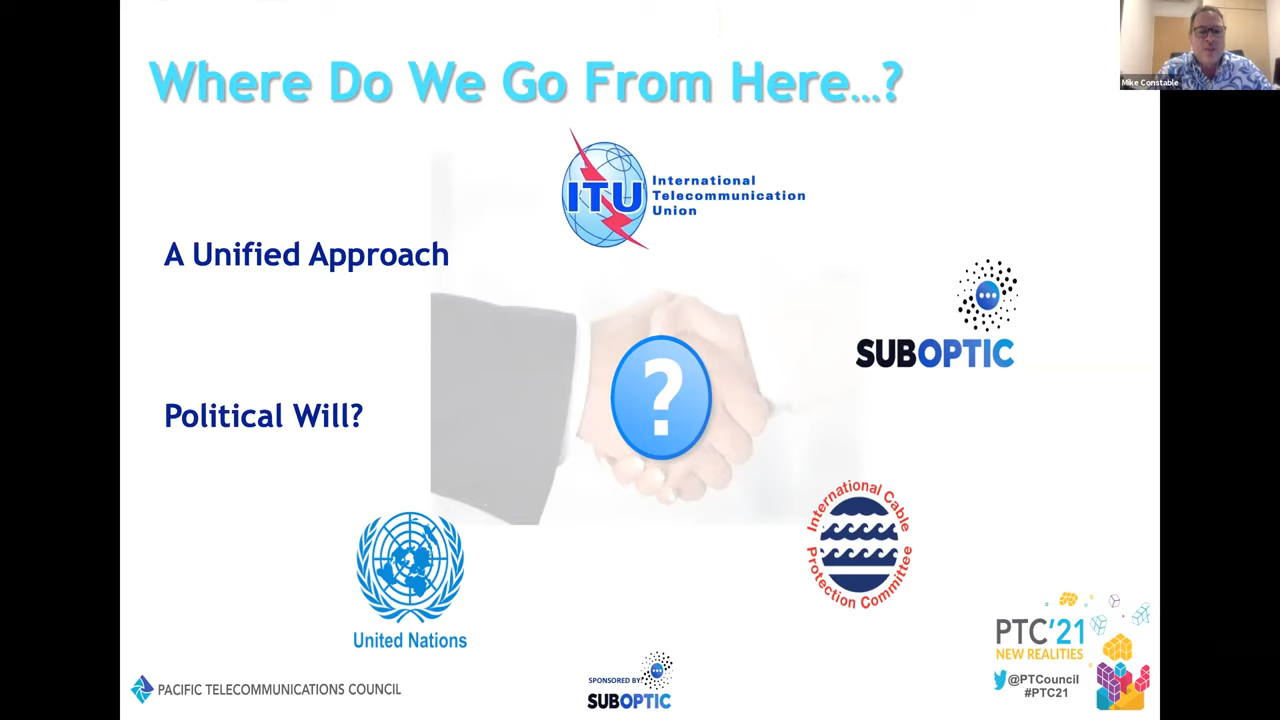 Where Do We Go From Here...?
Mike Constable
ITU
International
Telecommunication
Union
A Unified Approach
SUBOPTIC
?
Political Will?
International Cable
Protection Committee
United Nations
PTC'21
NEW REALITIES
@PTCouncil
#PTC21
PACIFIC TELECOMMUNICATIONS COUNCIL
SPONSORED BY:
SUBOPTIC